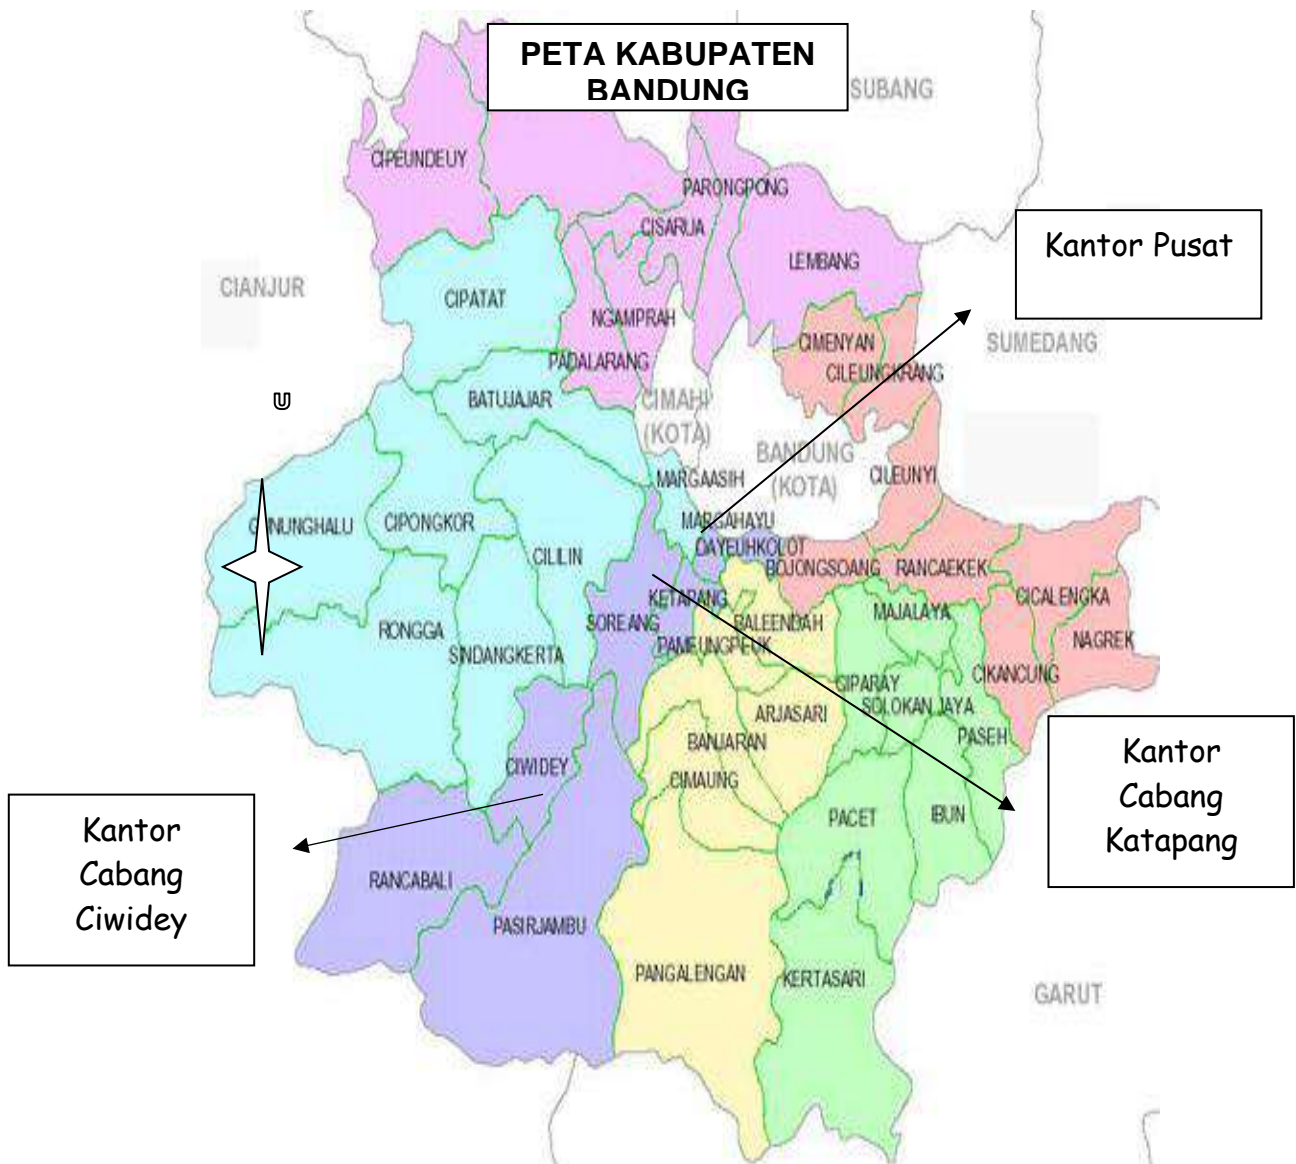 PETA KABUPATEN
BANDUNG
SUBANG
CIPEUNDEUY
PARONGPONG
CISARUA
Kantor Pusat
LEMBANG
CIANJUR
CIPATAT
NGAMPRAH
CIMENYAN
SUMEDANG
PADALARANG
CILEUNGKRANG
U
BATUJAJAR
CIMAHI
(KOTA)
BANDUNG
(KOTA)
MARGAASIH
CILEUNYI
GUNUNGHALU
CIPONGKOR
MARGAHAYU
DAYEUHKOLOT
CILILIN
BOJONGSOANG
RANCAEKEK
KETAPANG
CICALENGKA
SOREANG
BALEENDAH
MAJALAYA
RONGGA
PAMEUNGPEUK
NAGREK
SINDANGKERTA
CIKANCUNG
CIPARAY
SOLOKAN JAYA
ARJASARI
PASEH
BANJARAN
CIWIDEY
CIMAUNG
Kantor
Cabang
Katapang
PACET
IBUN
Kantor
Cabang
Ciwidey
RANCABALI
PASIRJAMBU
PANGALENGAN
KERTASARI
GARUT